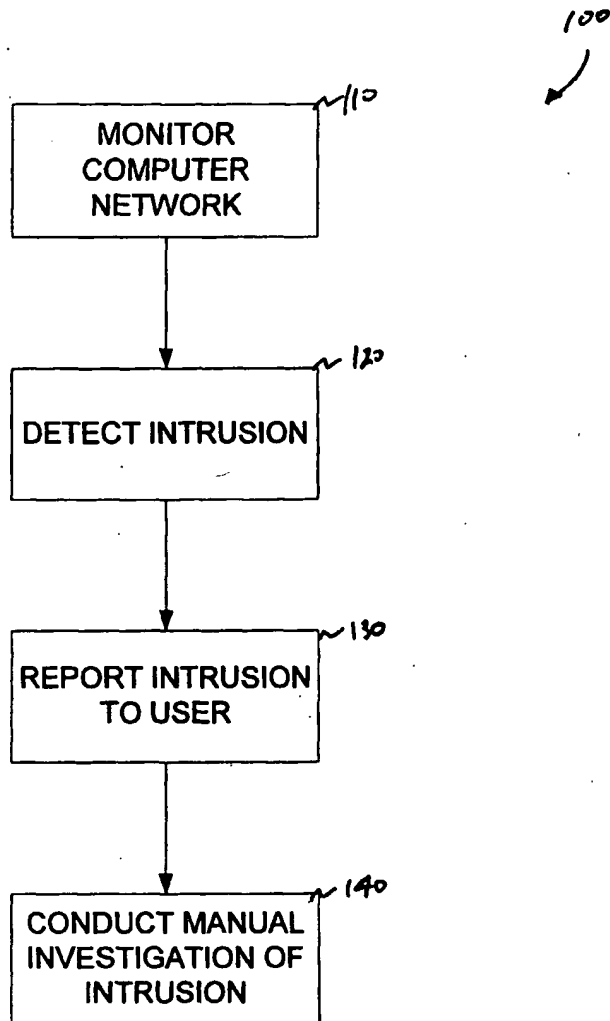 100
110
MONITOR
COMPUTER
NETWORK
120
DETECT INTRUSION
130
REPORT INTRUSION
TO USER
140
CONDUCT MANUAL
INVESTIGATION OF
INTRUSION